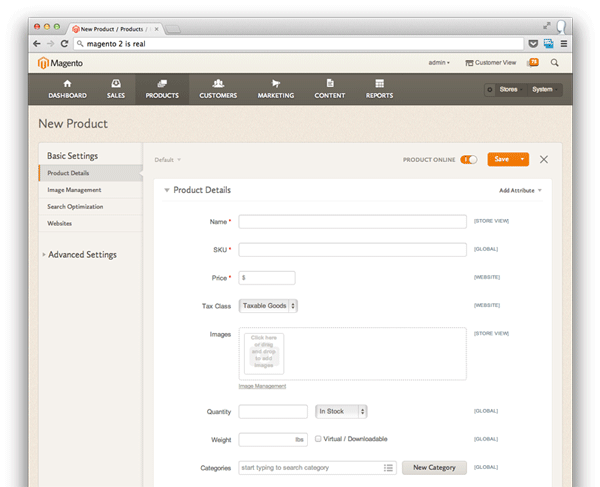 New Product / Products /
magento 2 is real
Magento
admin
Customer View
DASHBOARD
SALES
PRODUCTS
CUSTOMERS
MARKETING
CONTENT
REPORTS
Stores
System
New Product
Basic Settings
Product Details
Image Management
Search Optimization
Websites
Advanced Settings
Default
PRODUCT ONLINE
Save
Product Details
Add Attribute
Name *
[STORE VIEW]
SKU *
[GLOBAL]
Price *
$
[WEBSITE]
Tax Class
Taxable Goods
[WEBSITE]
Images
Click here
or drag
and drop
to add
images
[STORE VIEW]
Image Management
Quantity
In Stock
[GLOBAL]
Weight
lbs
Virtual / Downloadable
[GLOBAL]
Categories
start typing to search category
New Category
[GLOBAL]